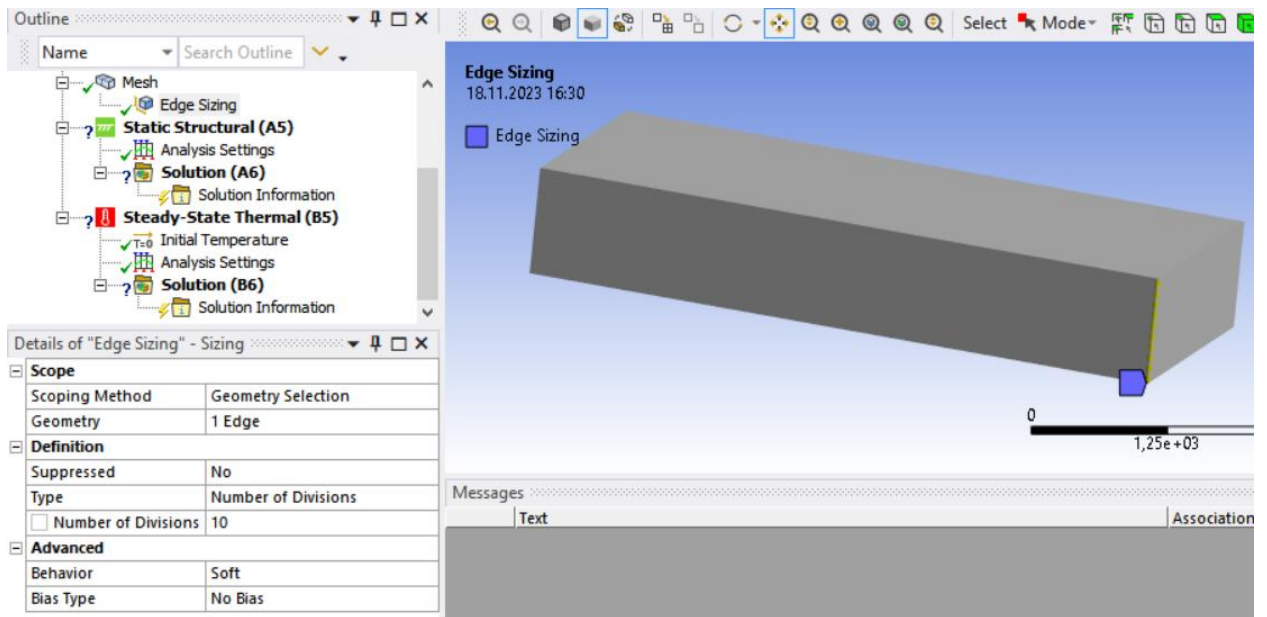 Outline
Name
Search Outline
Mesh
Edge Sizing
Static Structural (A5)
Analysis Settings
Solution (A6)
Solution Information
Steady-State Thermal (B5)
T=0 Initial Temperature
Analysis Settings
Solution (B6)
Solution Information
Details of "Edge Sizing" - Sizing
Scope
Scoping Method Geometry Selection
Geometry 1 Edge
Definition
Suppressed No
Type Number of Divisions
Number of Divisions 10
Advanced
Behavior Soft
Bias Type No Bias
Select Mode
Edge Sizing
18.11.2023 16:30
Edge Sizing
0
1,25e+03
Messages
Text Association